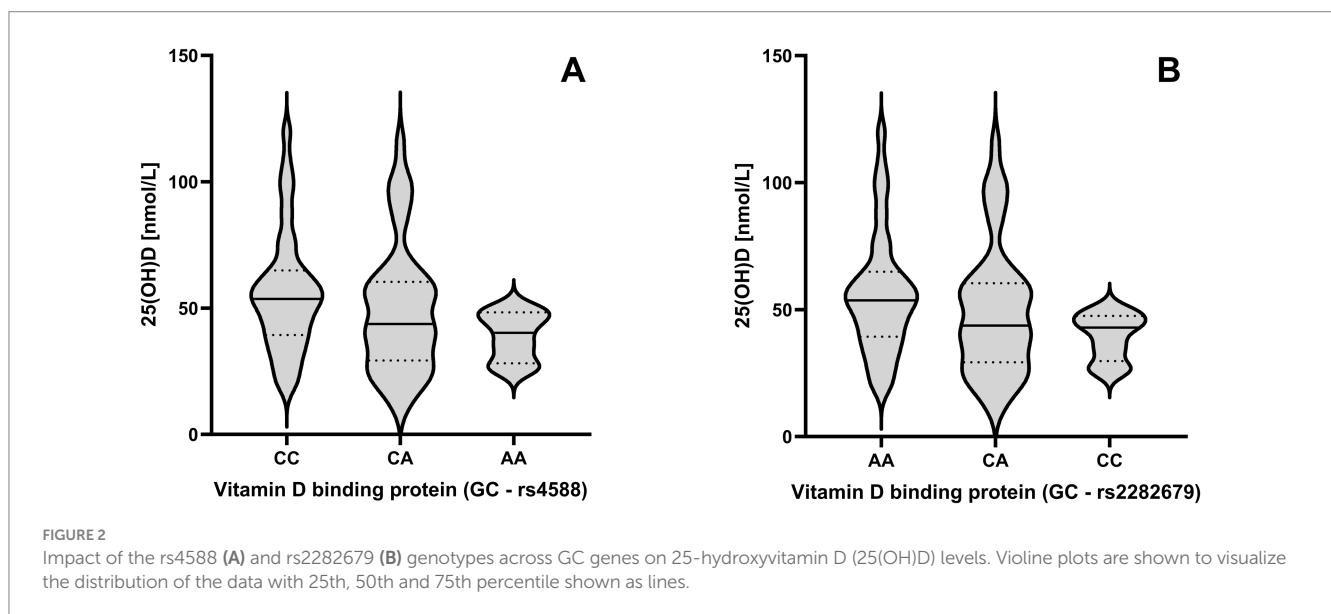 A
150
100
50
0
25(OH)D [nmol/L]
CC CA AA
Vitamin D binding protein (GC - rs4588)
B
150
100
50
0
25(OH)D [nmol/L]
AA CA CC
Vitamin D binding protein (GC - rs2282679)
FIGURE 2
Impact of the rs4588 (A) and rs2282679 (B) genotypes across GC genes on 25-hydroxyvitamin D (25(OH)D) levels. Violine plots are shown to visualize
the distribution of the data with 25th, 50th and 75th percentile shown as lines.